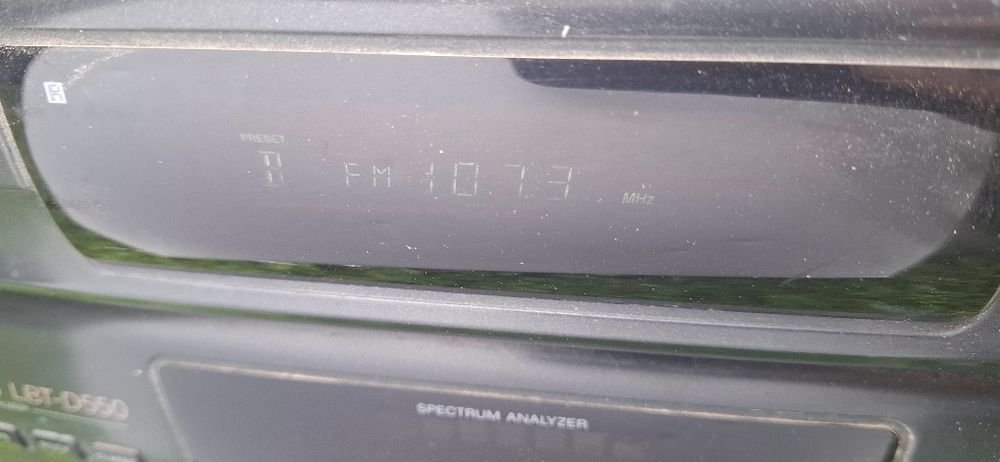 PRESET
FM 107.3 MHz
LBT-D550
SPECTRUM ANALYZER